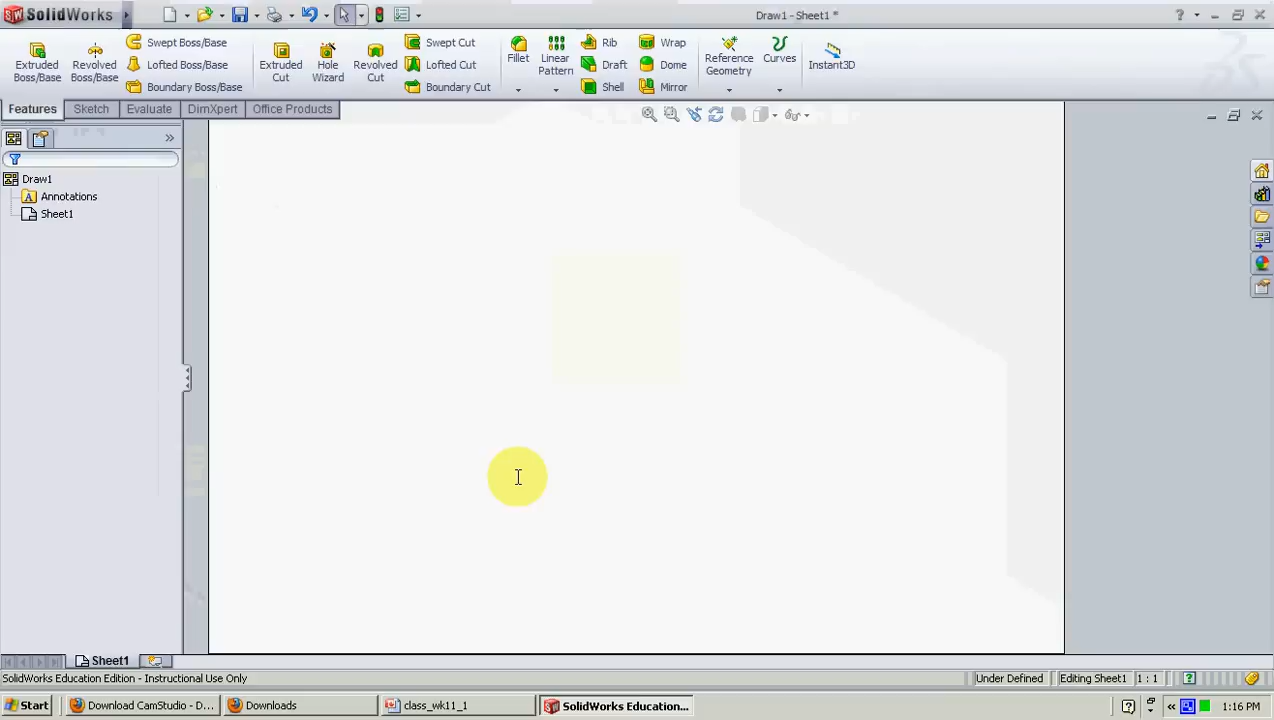 SolidWorks
Draw1 - Sheet1 *
Extruded Boss/Base
Revolved Boss/Base
Swept Boss/Base
Lofted Boss/Base
Boundary Boss/Base
Extruded Cut
Hole Wizard
Revolved Cut
Swept Cut
Lofted Cut
Boundary Cut
Fillet
Linear Pattern
Rib
Draft
Shell
Wrap
Dome
Mirror
Reference Geometry
Curves
Instant3D
Features
Sketch
Evaluate
DimXpert
Office Products
Draw1
A Annotations
Sheet1
Sheet1
SolidWorks Education Edition - Instructional Use Only
Under Defined
Editing Sheet1
1 : 1
Start
Download CamStudio - D...
Downloads
class_wk11_1
SolidWorks Education...
1:16 PM